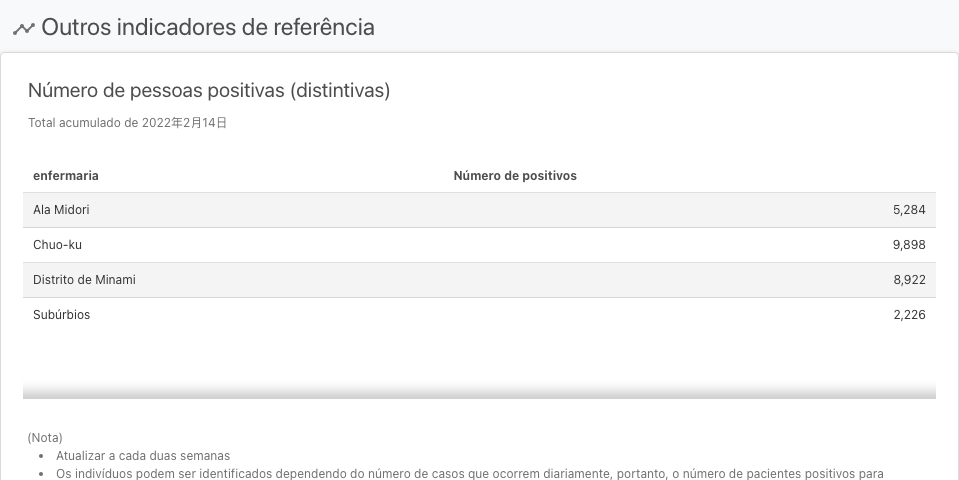 Outros indicadores de referência
Número de pessoas positivas (distintivas)
Total acumulado de 2022年2月14日
enfermaria Número de positivos
Ala Midori 5,284
Chuo-ku 9,898
Distrito de Minami 8,922
Subúrbios 2,226
(Nota)
• Atualizar a cada duas semanas
• Os indivíduos podem ser identificados dependendo do número de casos que ocorrem diariamente, portanto, o número de pacientes positivos para